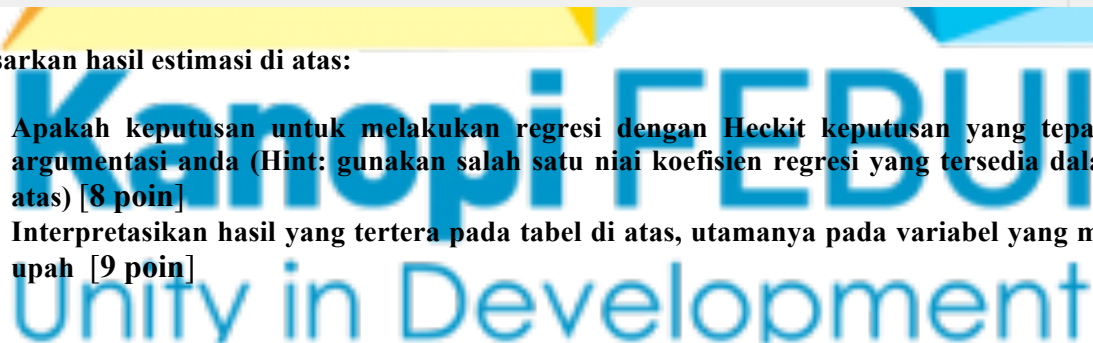 sarkan hasil estimasi di atas:
Apakah keputusan untuk melakukan regresi dengan Heckit keputusan yang tepa
argumentasi anda (Hint: gunakan salah satu niai koefisien regresi yang tersedia dala
atas) [8 poin]
Interpretasikan hasil yang tertera pada tabel di atas, utamanya pada variabel yang m
upah [9 poin]
Kanopi FEBUI
Unity in Development